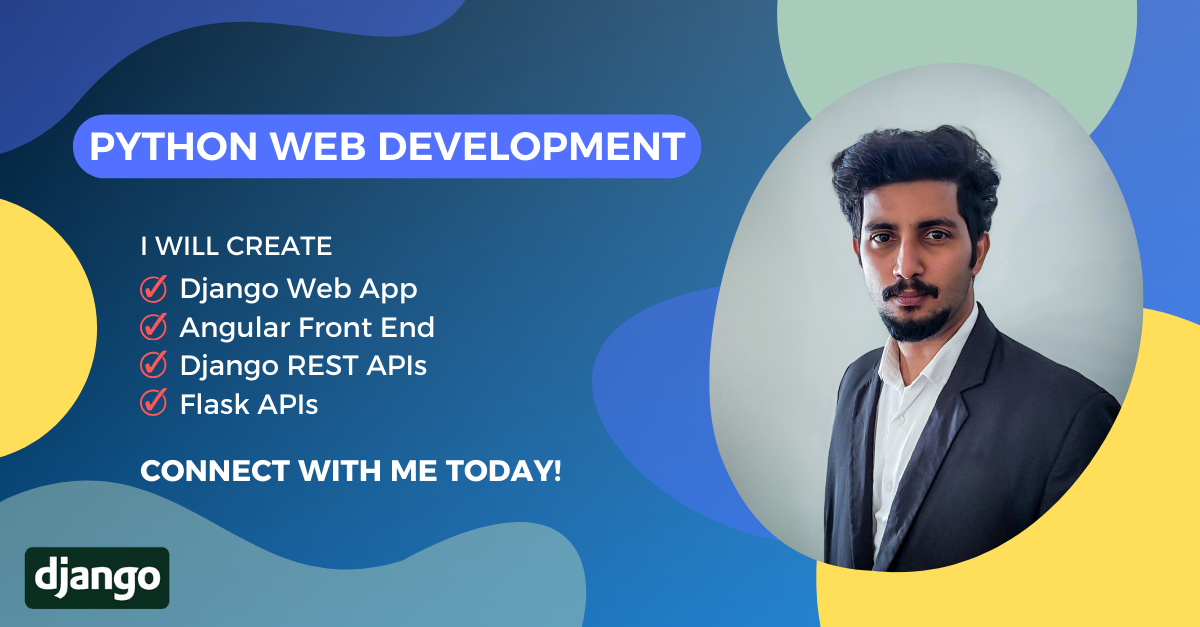 PYTHON WEB DEVELOPMENT
I WILL CREATE
Django Web App
Angular Front End
Django REST APIs
Flask APIs
CONNECT WITH ME TODAY!
django